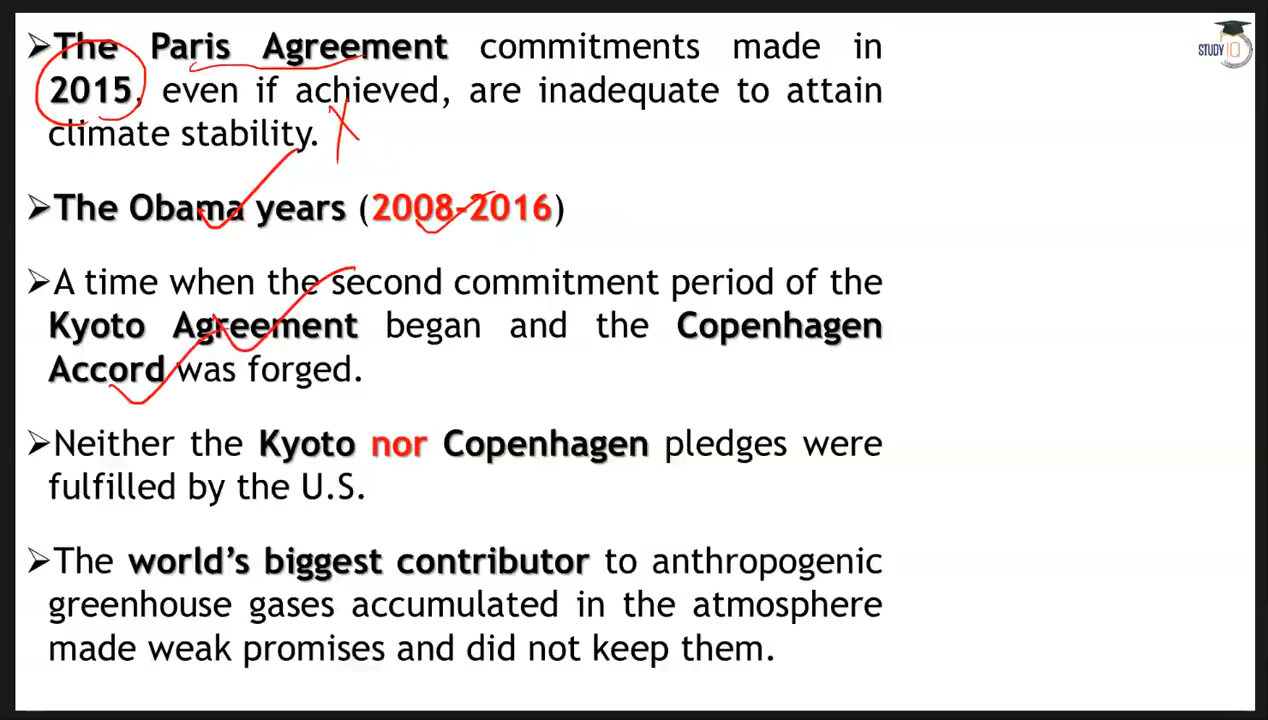 ➢The Paris Agreement commitments made in
2015, even if achieved, are inadequate to attain
climate stability.
➢The Obama years (2008-2016)
➢A time when the second commitment period of the
Kyoto Agreement began and the Copenhagen
Accord was forged.
➢Neither the Kyoto nor Copenhagen pledges were
fulfilled by the U.S.
➢The world’s biggest contributor to anthropogenic
greenhouse gases accumulated in the atmosphere
made weak promises and did not keep them.
STUDY IQ